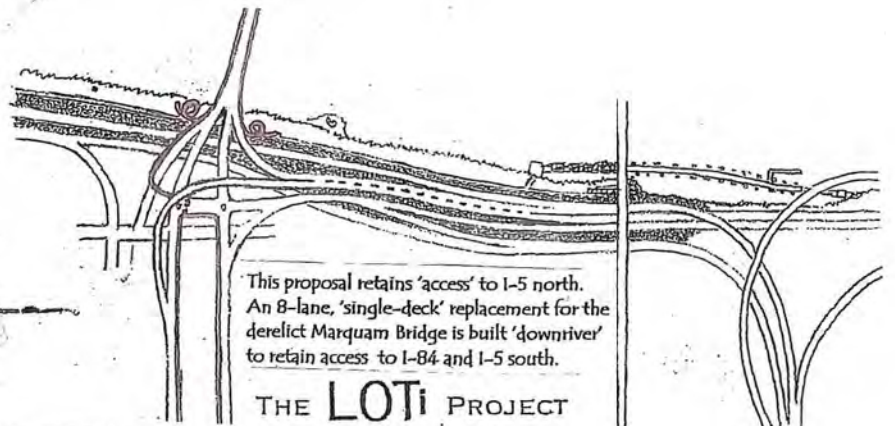 This proposal retains 'access' to I-5 north.
An 8-lane, 'single-deck' replacement for the
derelict Marquam Bridge is built 'downriver'
to retain access to I-84 and I-5 south.
THE LOTi PROJECT